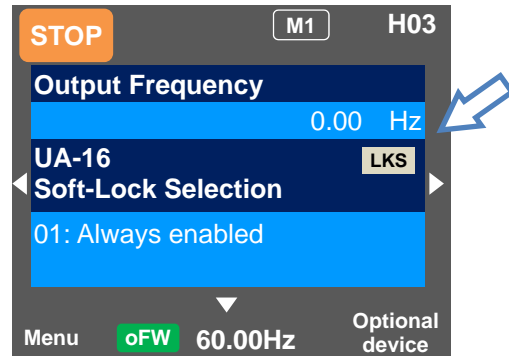 STOP M1 H03
Output Frequency
0.00 Hz
UA-16 LKS
Soft-Lock Selection
01: Always enabled
Menu oFW 60.00Hz Optional device